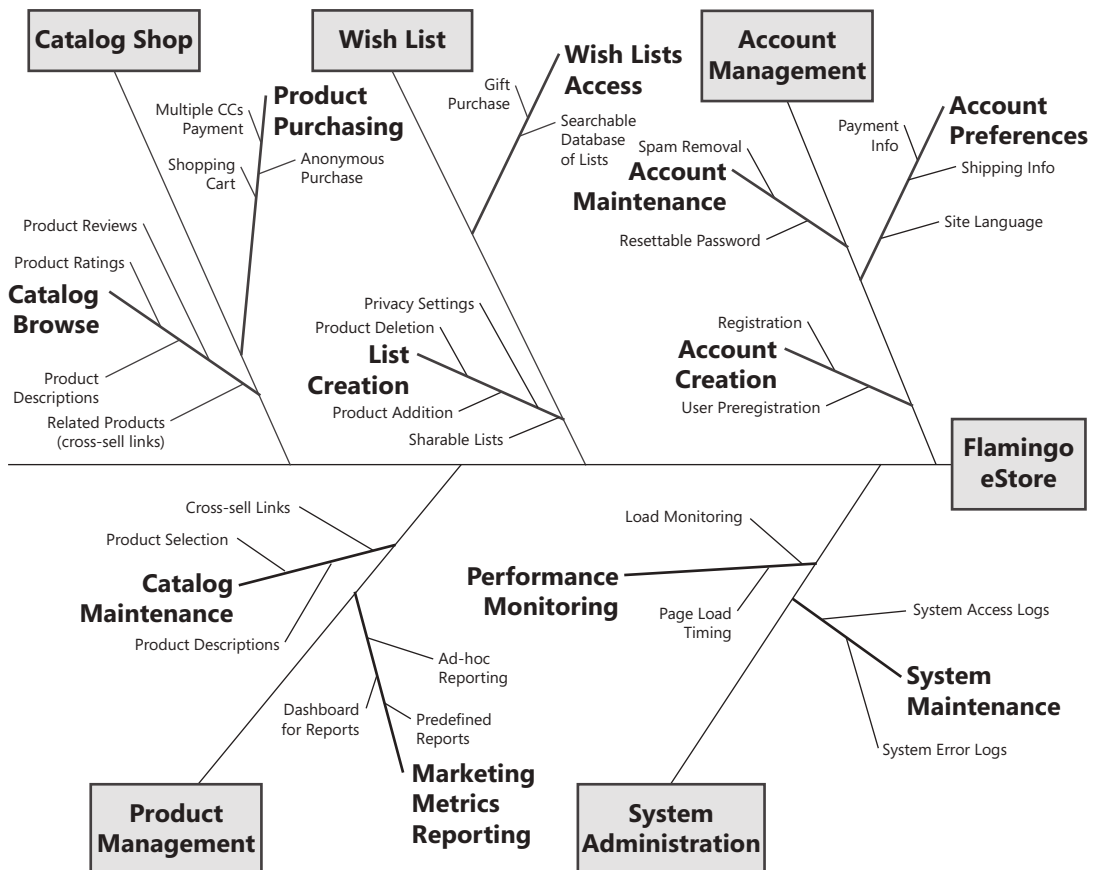 Catalog Shop
Wish List
Account
Management
Product
Purchasing
Multiple CCs
Payment
Shopping
Cart
Anonymous
Purchase
Product Reviews
Product Ratings
Catalog
Browse
Product
Descriptions
Related Products
(cross-sell links)
Wish Lists
Access
Gift
Purchase
Searchable
Database
of Lists
Privacy Settings
Product Deletion
List
Creation
Product Addition
Sharable Lists
Spam Removal
Account
Maintenance
Resettable Password
Account
Preferences
Payment
Info
Shipping Info
Site Language
Registration
Account
Creation
User Preregistration
Flamingo
eStore
Cross-sell Links
Product Selection
Catalog
Maintenance
Product Descriptions
Ad-hoc
Reporting
Dashboard
for Reports
Predefined
Reports
Marketing
Metrics
Reporting
Product
Management
Load Monitoring
Performance
Monitoring
Page Load
Timing
System Access Logs
System
Maintenance
System Error Logs
System
Administration